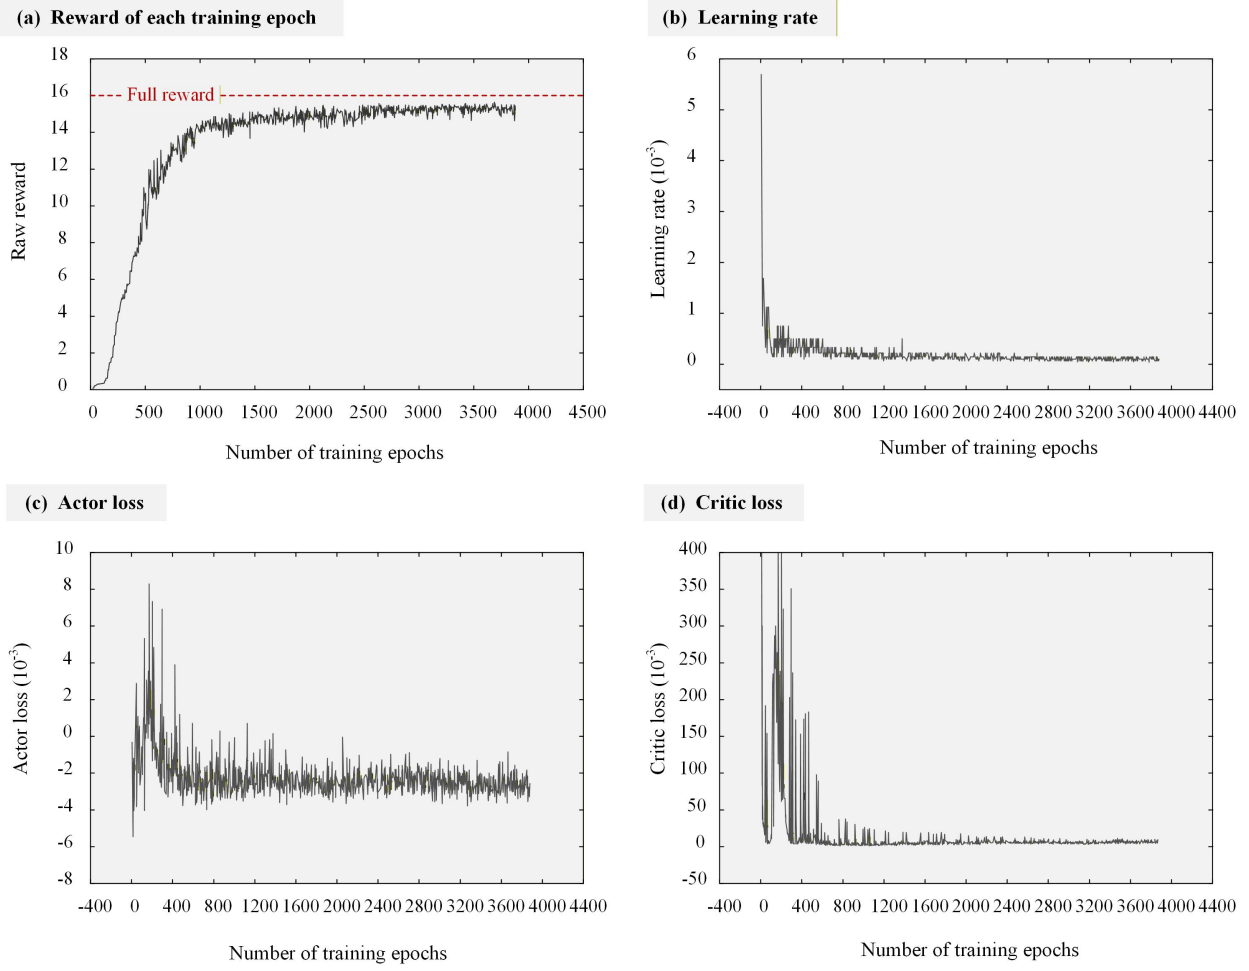 (a) Reward of each training epoch
18
16
14
12
10
8
6
4
2
0
Full reward
Raw reward
0 500 1000 1500 2000 2500 3000 3500 4000 4500
Number of training epochs
(b) Learning rate
6
5
4
3
2
1
0
Learning rate (10⁻³)
-400 0 400 800 1200 1600 2000 2400 2800 3200 3600 4000 4400
Number of training epochs
(c) Actor loss
10
8
6
4
2
0
-2
-4
-6
-8
Actor loss (10⁻³)
-400 0 400 800 1200 1600 2000 2400 2800 3200 3600 4000 4400
Number of training epochs
(d) Critic loss
400
350
300
250
200
150
100
50
0
-50
Critic loss (10⁻³)
-400 0 400 800 1200 1600 2000 2400 2800 3200 3600 4000 4400
Number of training epochs